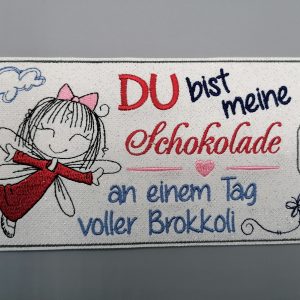 DU bist meine
Schokolade
an einem Tag
voller Brokkoli